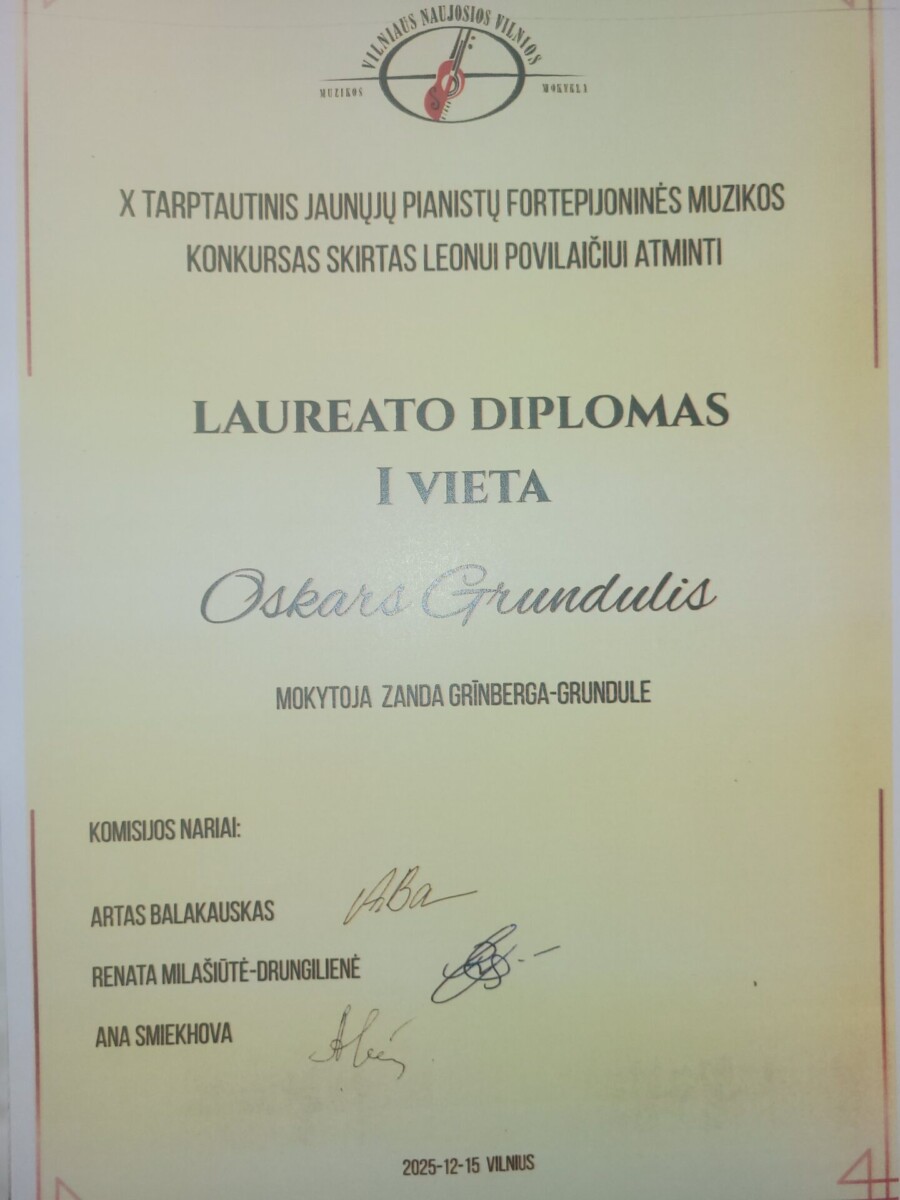 VILNIAUS NAUJOSIOS VILNIOS
MUZIKOS MOKYKLA
X TARPTAUTINIS JAUNŲJŲ PIANISTŲ FORTEPIJONINĖS MUZIKOS
KONKURSAS SKIRTAS LEONUI POVILAIČIUI ATMINTI
LAUREATO DIPLOMAS
I VIETA
Oskars Grundulis
MOKYTOJA ZANDA GRĪNBERGA-GRUNDULE
KOMISIJOS NARIAI:
ARTAS BALAKAUSKAS
RENATA MILAŠIŪTĖ-DRUNGILIENĖ
ANA SMIEKHOVA
2025-12-15 VILNIUS